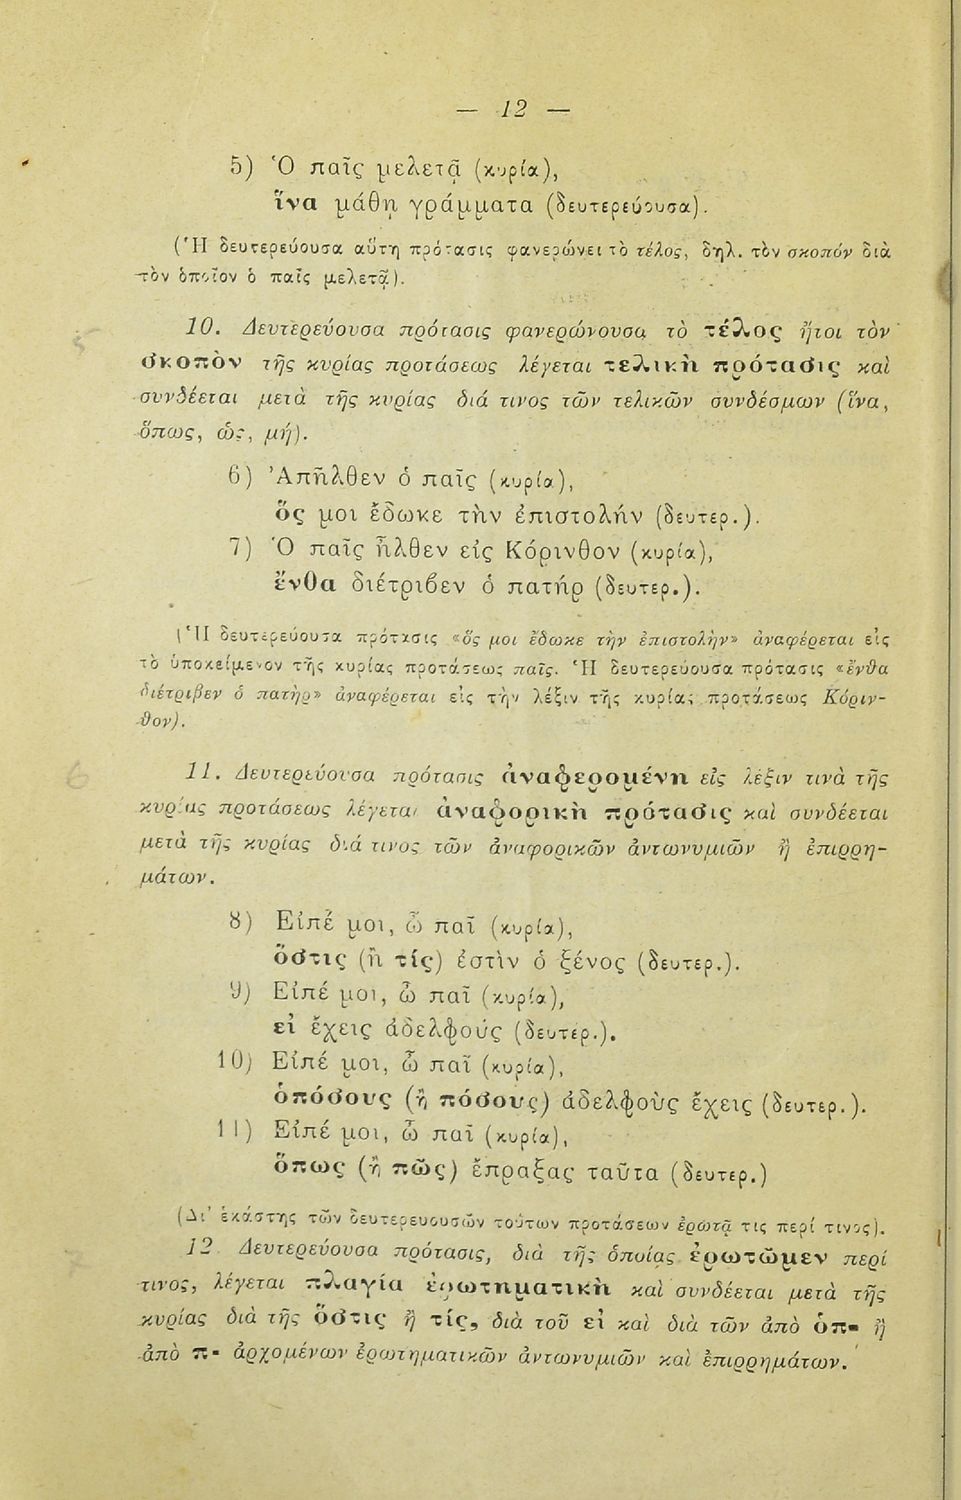 — 12 —
5) Ὁ παῖς μελετᾷ (κυρία),
ἵνα μάθῃ γράμματα (δευτερεύουσα).
(Ἡ δευτερεύουσα αὕτη πρότασις φανερώνει τὸ τέλος, δηλ. τὸν σκοπόν διὰ
τὸν ὁποῖον ὁ παῖς μελετᾷ).
10. Δευτερεύουσα πρότασις φανερώνουσα τὸ τέλος ἤτοι τὸν
σκοπὸν τῆς κυρίας προτάσεως λέγεται τελικὴ πρότασις καὶ
συνδέεται μετὰ τῆς κυρίας διά τινος τῶν τελικῶν συνδέσμων (ἵνα,
ὅπως, ὡς, μή).
6) Ἀπῆλθεν ὁ παῖς (κυρία),
ὅς μοι ἔδωκε τὴν ἐπιστολήν (δευτερ.).
7) Ὁ παῖς ἦλθεν εἰς Κόρινθον (κυρία),
ἔνθα διέτριβεν ὁ πατήρ (δευτερ.).
(Ἡ δευτερεύουσα πρότασις «ὅς μοι ἔδωκε τὴν ἐπιστολὴν» ἀναφέρεται εἰς
τὸ ὑποκείμενον τῆς κυρίας προτάσεως παῖς. Ἡ δευτερεύουσα πρότασις «ἔνθα
διέτριβεν ὁ πατὴρ» ἀναφέρεται εἰς τὴν λέξιν τῆς κυρίας προτάσεως Κόριν-
θον).
11. Δευτερεύουσα πρότασις ἀναφερομένη εἰς λέξιν τινὰ τῆς
κυρίας προτάσεως λέγεται ἀναφορικὴ πρότασις καὶ συνδέεται
μετὰ τῆς κυρίας διά τινος τῶν ἀναφορικῶν ἀντωνυμιῶν ἢ ἐπιρρη-
μάτων.
8) Εἰπέ μοι, ὦ παῖ (κυρία),
ὅστις (ἢ τίς) ἐστὶν ὁ ξένος (δευτερ.).
9) Εἰπέ μοι, ὦ παῖ (κυρία),
εἰ ἔχεις ἀδελφούς (δευτερ.).
10) Εἰπέ μοι, ὦ παῖ (κυρία),
ὁπόσους (ἢ πόσους) ἀδελφοὺς ἔχεις (δευτερ.).
11) Εἰπέ μοι, ὦ παῖ (κυρία),
ὅπως (ἢ πῶς) ἔπραξας ταῦτα (δευτερ.)
(Δι' ἑκάστης τῶν δευτερευουσῶν τούτων προτάσεων ἐρωτᾷ τις περί τινος).
12. Δευτερεύουσα πρότασις, διὰ τῆς ὁποίας ἐρωτῶμεν περί
τινος, λέγεται πλαγία ἐρωτηματικὴ καὶ συνδέεται μετὰ τῆς
κυρίας διὰ τῆς ὅστις ἢ τίς, διὰ τοῦ εἰ καὶ διὰ τῶν ἀπὸ ὁπ- ἢ
ἀπὸ π- ἀρχομένων ἐρωτηματικῶν ἀντωνυμιῶν καὶ ἐπιρρημάτων.